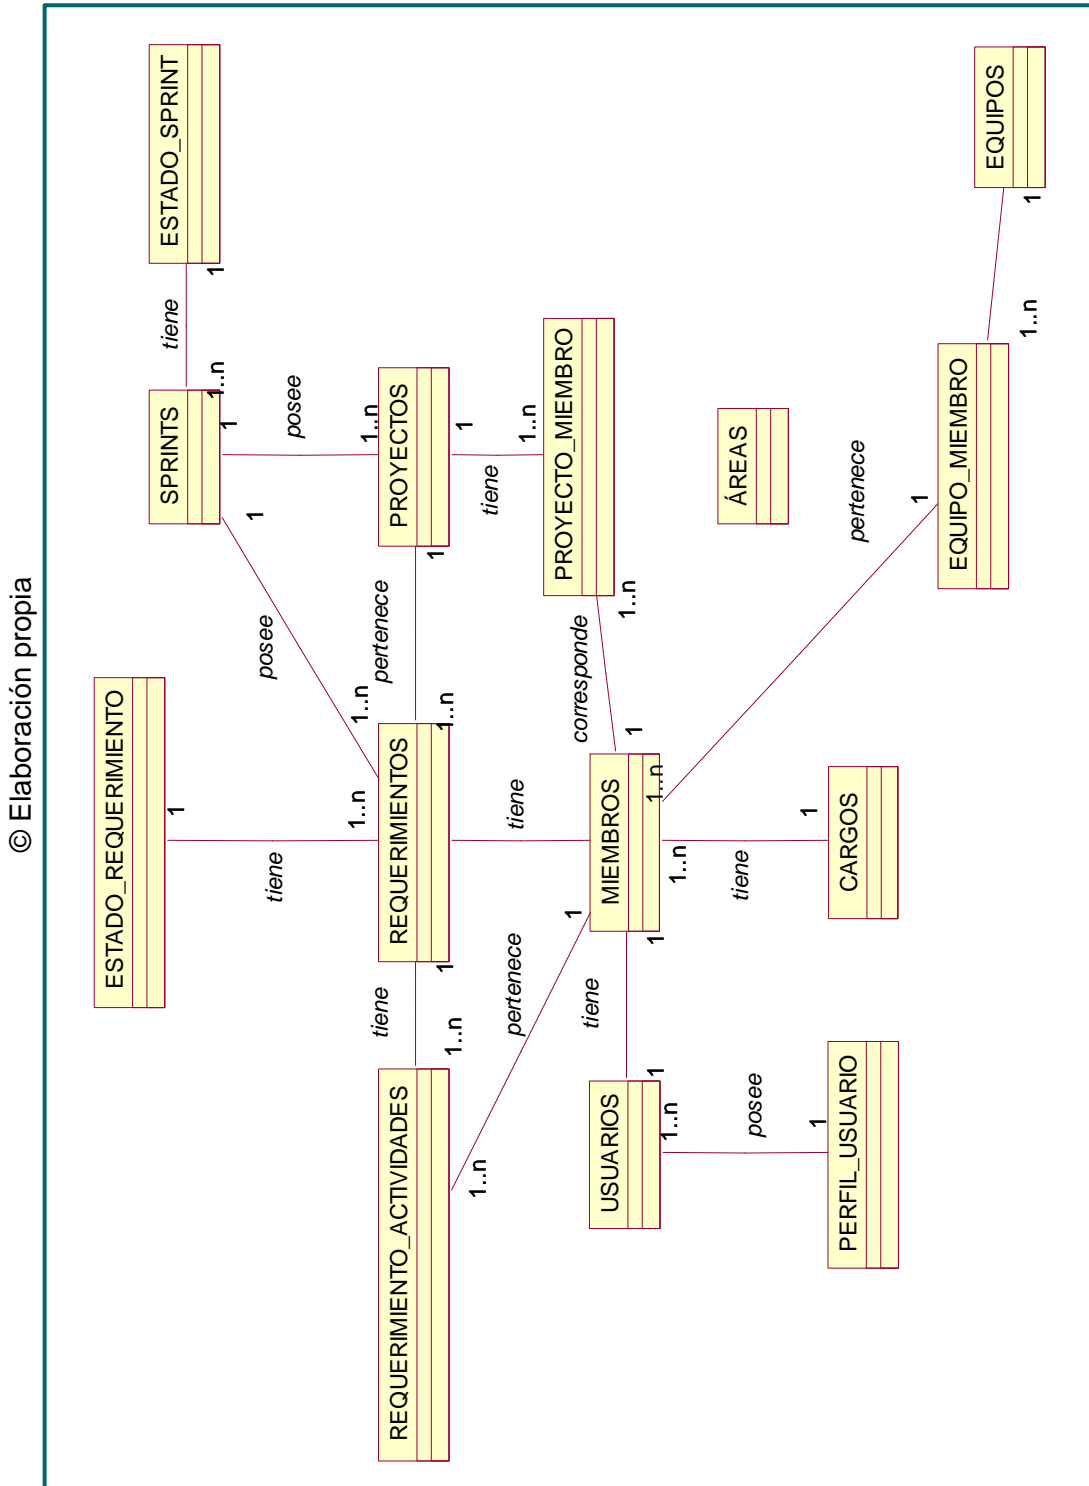 © Elaboración propia
REQUERIMIENTO_ACTIVIDADES
ESTADO_REQUERIMIENTO
SPRINTS
ESTADO_SPRINT
REQUERIMIENTOS
PROYECTOS
USUARIOS
MIEMBROS
PROYECTO_MIEMBRO
PERFIL_USUARIO
CARGOS
ÁREAS
EQUIPO_MIEMBRO
EQUIPOS
tiene
1..n
1
posee
1
1..n
posee
1
1..n
tiene
1
1..n
tiene
1
1..n
pertenece
1..n
1
tiene
1..n
1
pertenece
1..n
1
tiene
corresponde
1
1..n
tiene
1
1
posee
1..n
1
tiene
1..n
1
pertenece
1..n
1
1..n
1